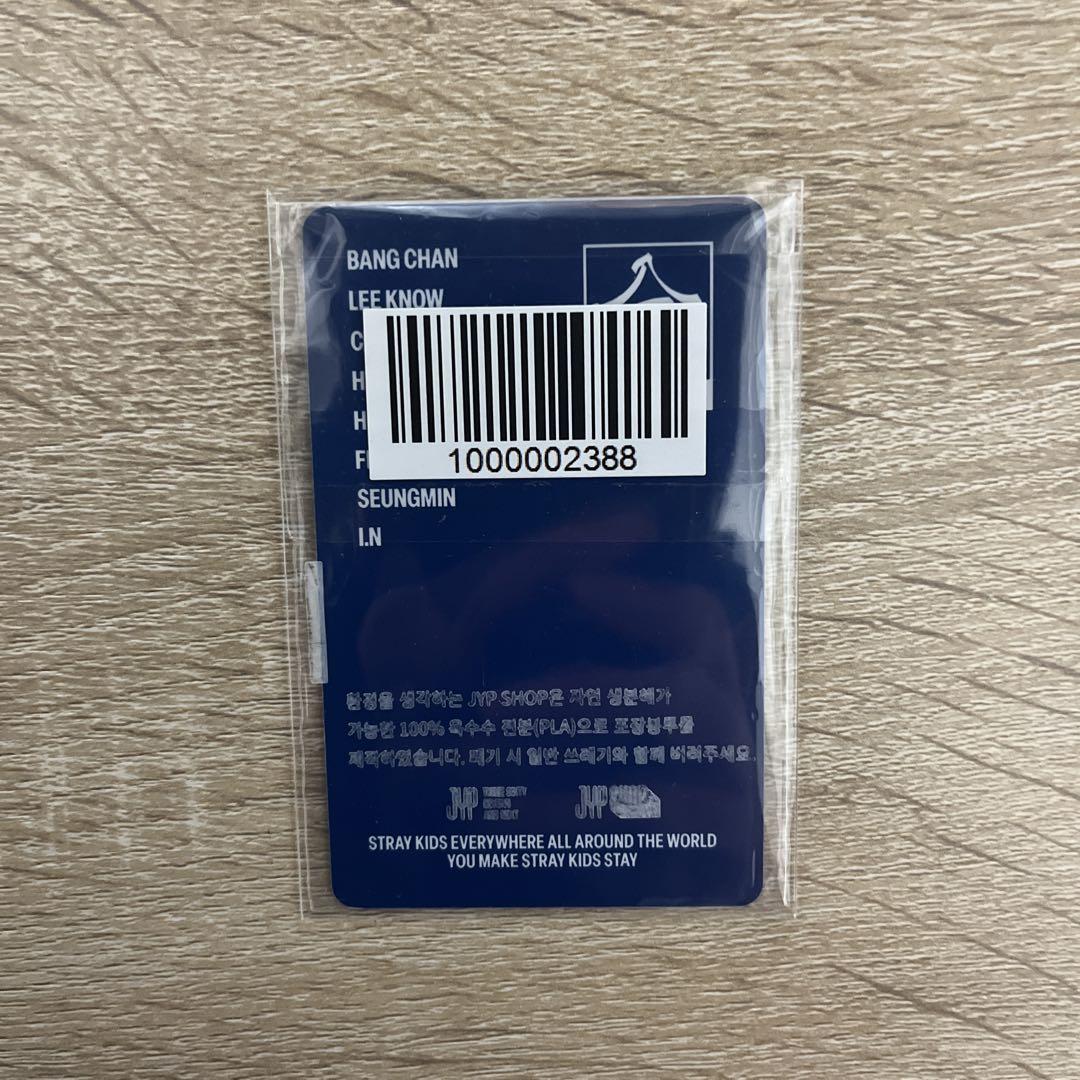 BANG CHAN
LEE KNOW
C
H
H
F
SEUNGMIN
I.N
1000002388
환경을 생각하는 JYP SHOP은 자연 생분해가
가능한 100% 옥수수 전분(PLA)으로 포장봉투를
제작하였습니다. 폐기 시 일반 쓰레기와 함께 버려주세요.
JYP THREE SIXTY
JYP SHOP
STRAY KIDS EVERYWHERE ALL AROUND THE WORLD
YOU MAKE STRAY KIDS STAY